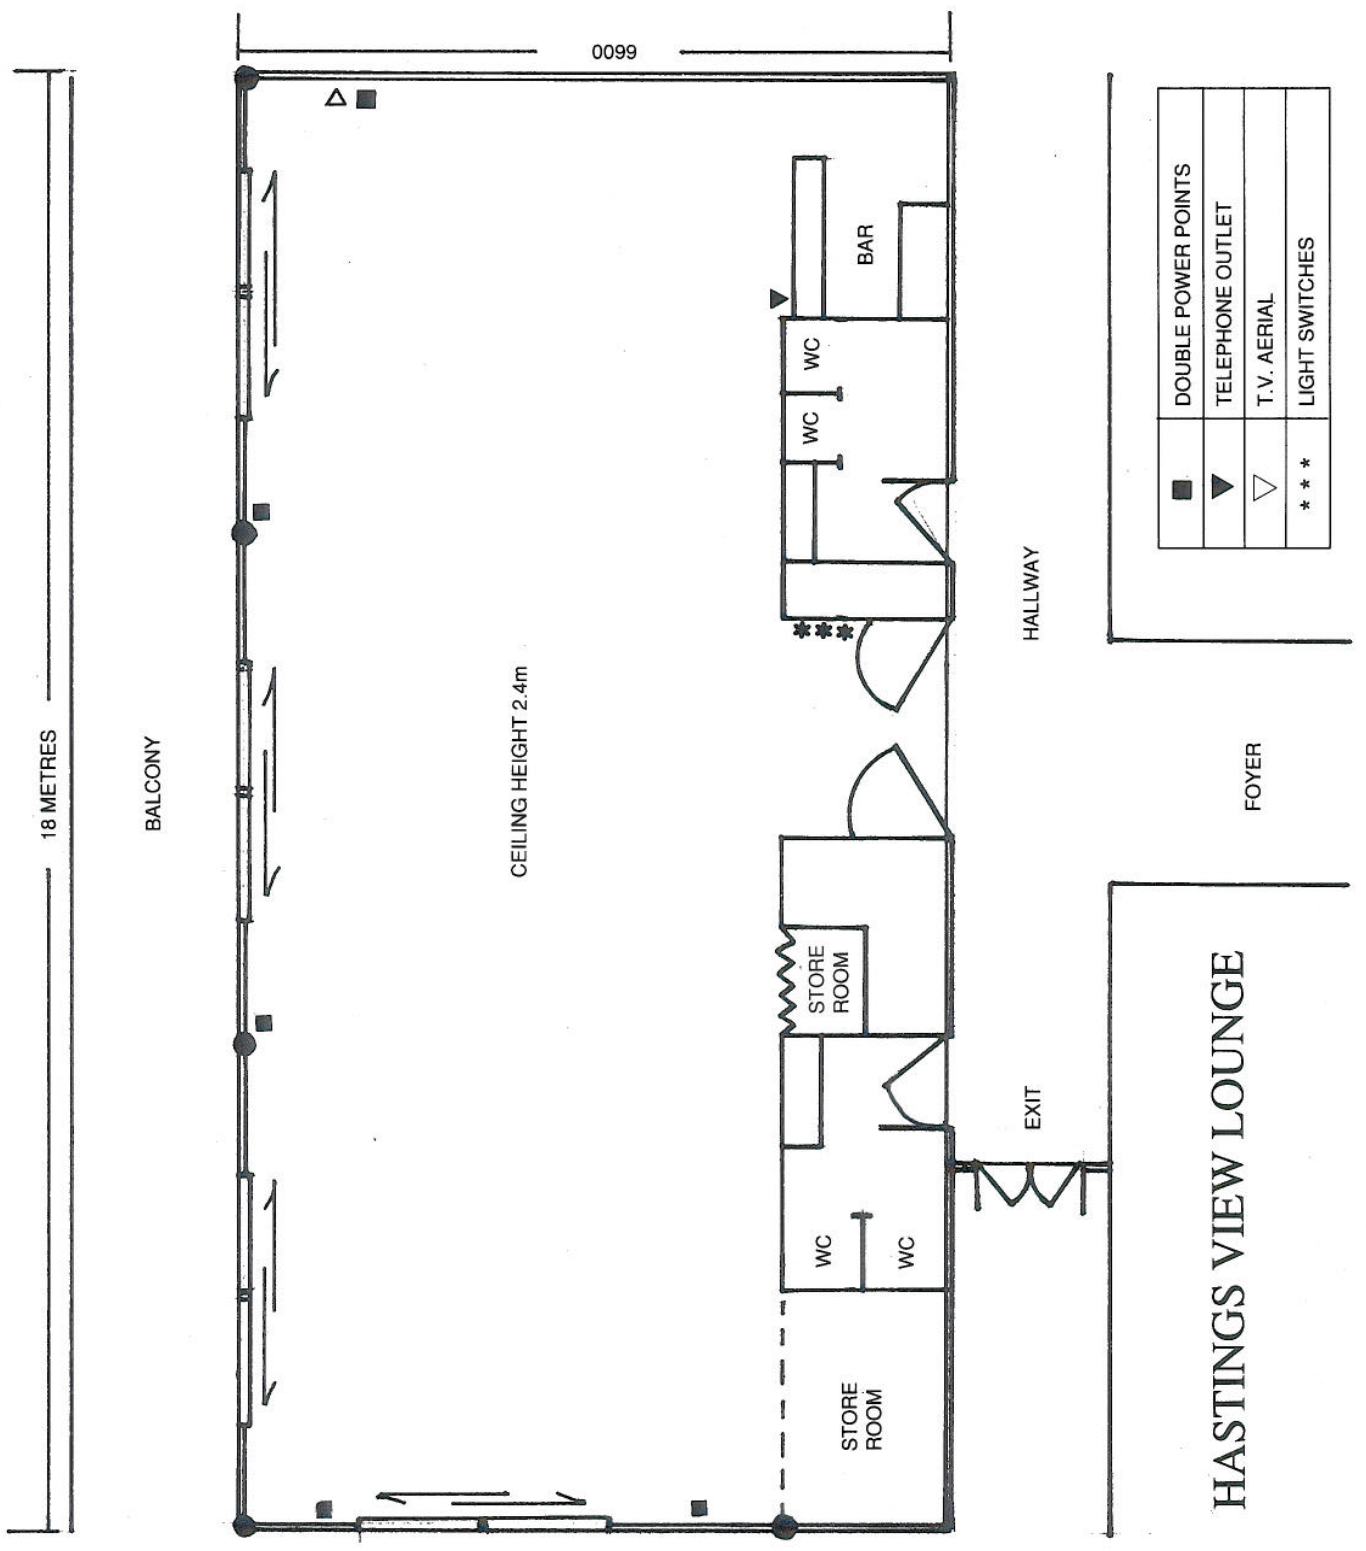 18 METRES
BALCONY
0099
CEILING HEIGHT 2.4m
STORE
ROOM
WC
WC
STORE
ROOM
WC
WC
BAR
EXIT
HALLWAY
FOYER
HASTINGS VIEW LOUNGE
DOUBLE POWER POINTS
TELEPHONE OUTLET
T.V. AERIAL
* * * LIGHT SWITCHES